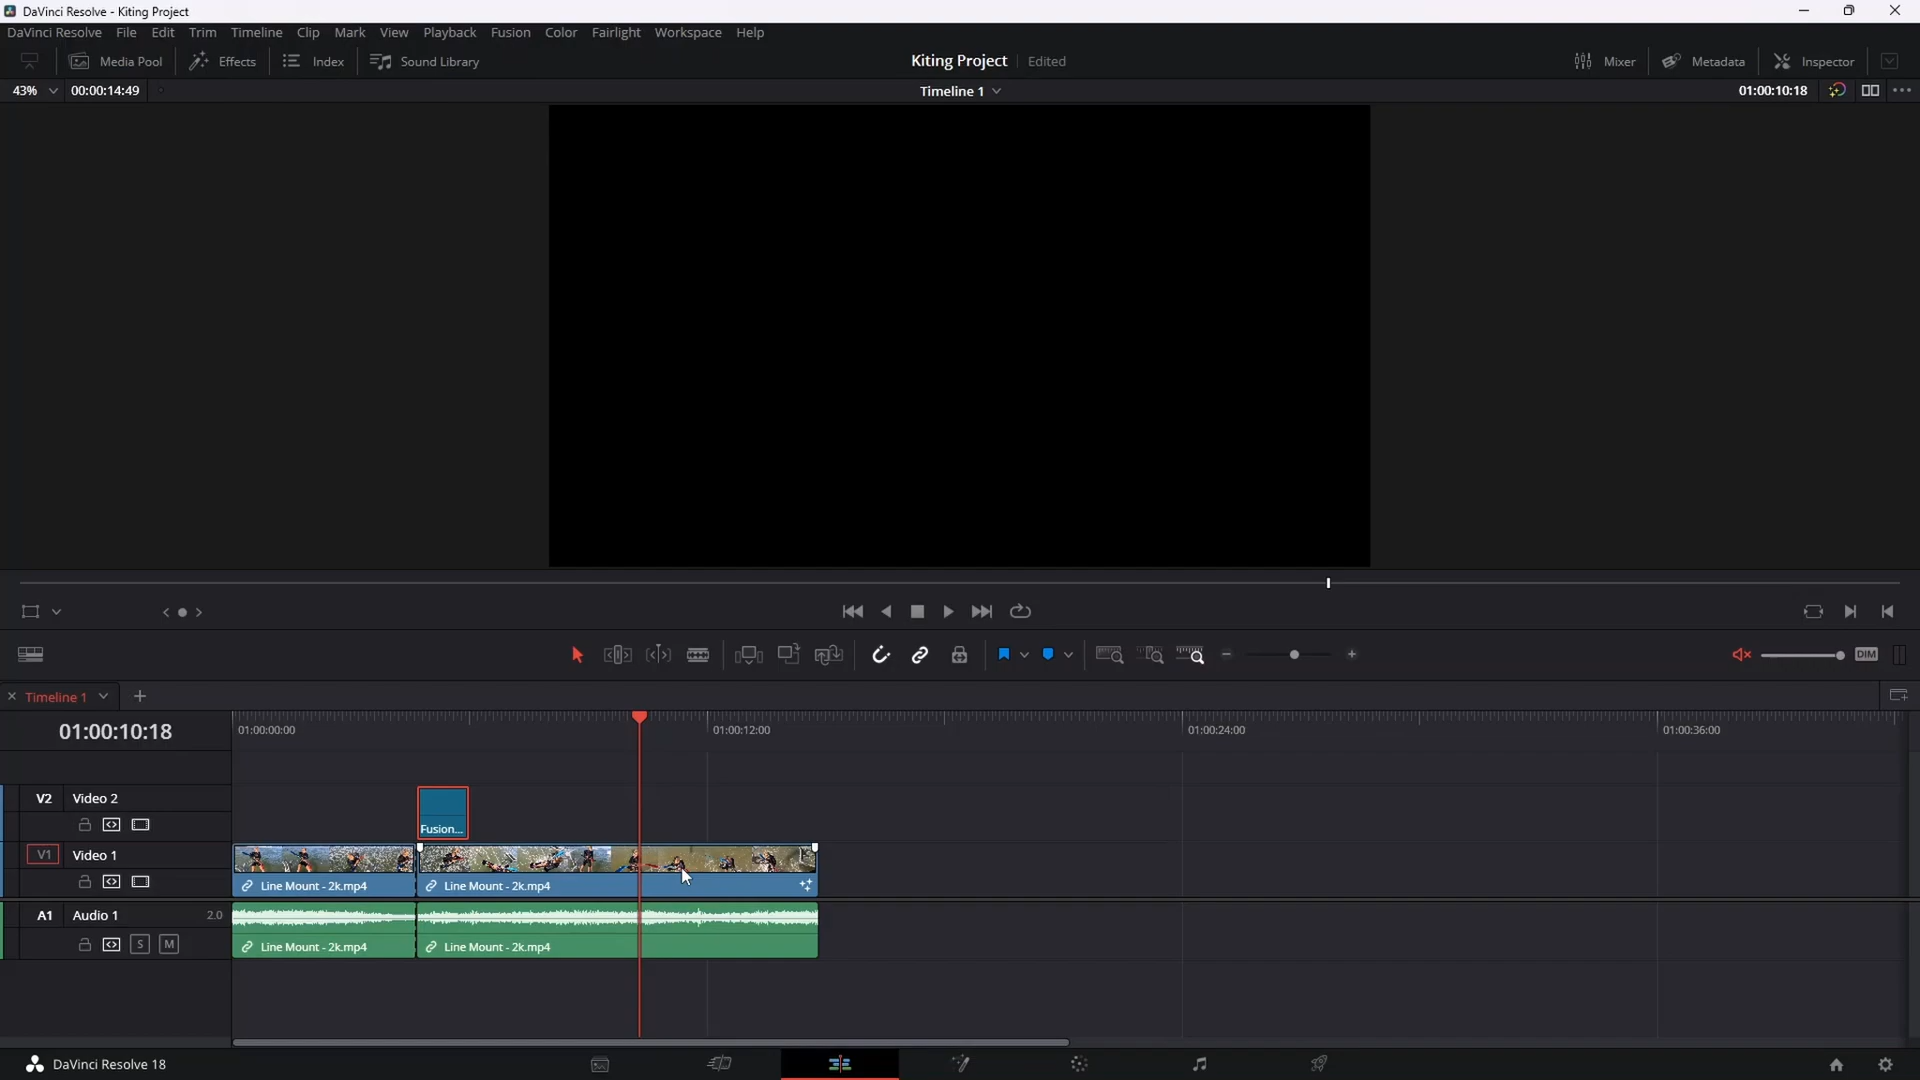 DaVinci Resolve - Kiting Project
DaVinci Resolve File Edit Trim Timeline Clip Mark View Playback Fusion Color Fairlight Workspace Help
Media Pool Effects Index Sound Library Kiting Project Edited Mixer Metadata Inspector
43% 00:00:14:49 Timeline 1 01:00:10:18
DIM
Timeline 1
01:00:10:18 01:00:00:00 01:00:12:00 01:00:24:00 01:00:36:00
V2 Video 2
Fusion...
V1 Video 1
Line Mount - 2k.mp4 Line Mount - 2k.mp4
A1 Audio 1 2.0
S M Line Mount - 2k.mp4 Line Mount - 2k.mp4
DaVinci Resolve 18